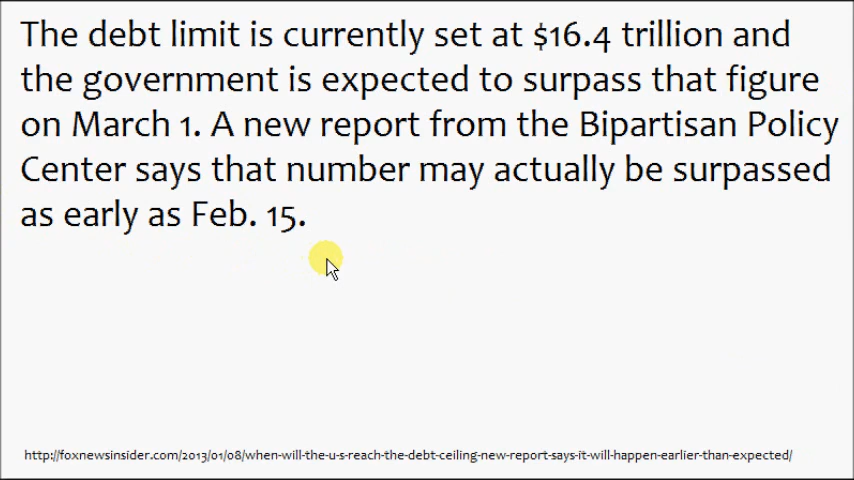 The debt limit is currently set at $16.4 trillion and
the government is expected to surpass that figure
on March 1. A new report from the Bipartisan Policy
Center says that number may actually be surpassed
as early as Feb. 15.
http://foxnewsinsider.com/2013/01/08/when-will-the-u-s-reach-the-debt-ceiling-new-report-says-it-will-happen-earlier-than-expected/